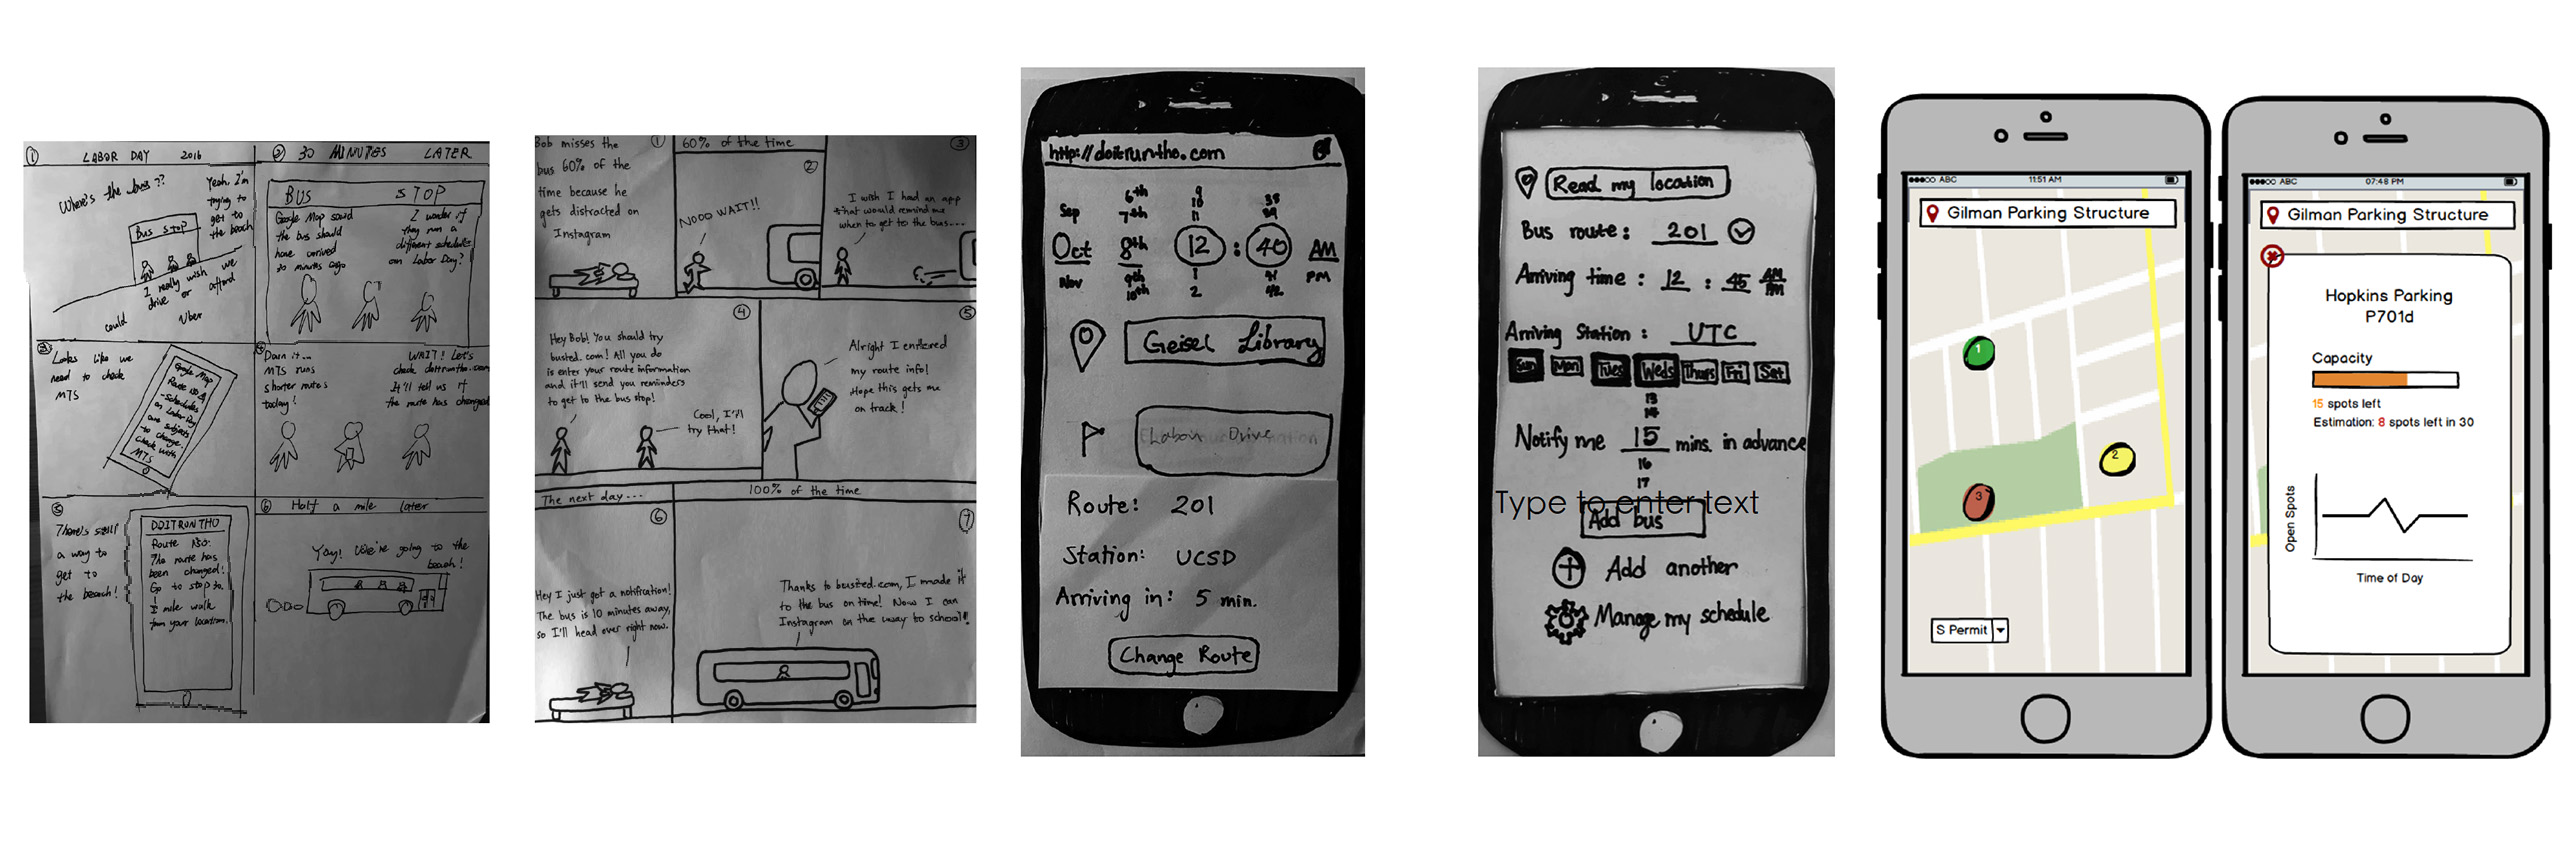 ①
LABOR DAY 2016
Where's the bus??
Yeah. I'm
trying to
get to
the beach
BUS STOP
I really wish we
could drive or afford
Uber
② 30 MINUTES LATER
BUS STOP
Google Map said
the bus should
have arrived
30 minutes ago
I wonder if
they run a
different schedule
on Labor Day?
③
Looks like we
need to check
MTS
Google Map
Route 150
-Schedules
on Labor Day
are subject
to change
Check with
MTS
④
Darn it...
MTS runs
shorter routes
today!
WAIT! Let's
check doitruntho.com
It'll tell us if
the route has changed
⑤
There's still
a way to
get to
the beach!
DOITRUNTHO
Route 150:
The route has
been changed!
Go to stop to.
1 mile walk
from your location.
⑥ Half a mile later
Yay! We're going to the
beach!
①
Bob misses the
bus 60% of the
time because he
gets distracted on
Instagram
60% of the time
②
NOOO WAIT!!
③
I wish I had an app
that would remind me
when to get to the bus...
④
Hey Bob! You should try
busted.com! All you do
is enter your route information
and it'll send you reminders
to get to the bus stop!
Cool, I'll
try that!
⑤
Alright I entered
my route info!
Hope this gets me
on track!
The next day...
⑥
Hey I just got a notification!
The bus is 10 minutes away,
so I'll head over right now.
100% of the time
⑦
Thanks to busted.com, I made it
to the bus on time! Now I can
Instagram on the way to school!
http://doitruntho.com
6th 9 38
Sep 7th 10 39
11
Oct 8th 12 : 40 AM
Nov 9th 1 41 PM
10th 2 42
Geisel Library
Labon Drive
Route: 201
Station: UCSD
Arriving in: 5 min.
Change Route
Read my location
Bus route: 201
Arriving time: 12 : 45 AM
PM
Arriving Station: UTC
Sun Mon Tues Weds Thurs Fri Sat
13
14
Notify me 15 mins. in advance
16
17
Type to enter text
Add bus
Add another
Manage my schedule
ABC 11:51 AM
Gilman Parking Structure
1
2
3
S Permit
ABC 07:48 PM
Gilman Parking Structure
Hopkins Parking
P701d
Capacity
15 spots left
Estimation: 8 spots left in 30
Open Spots
Time of Day